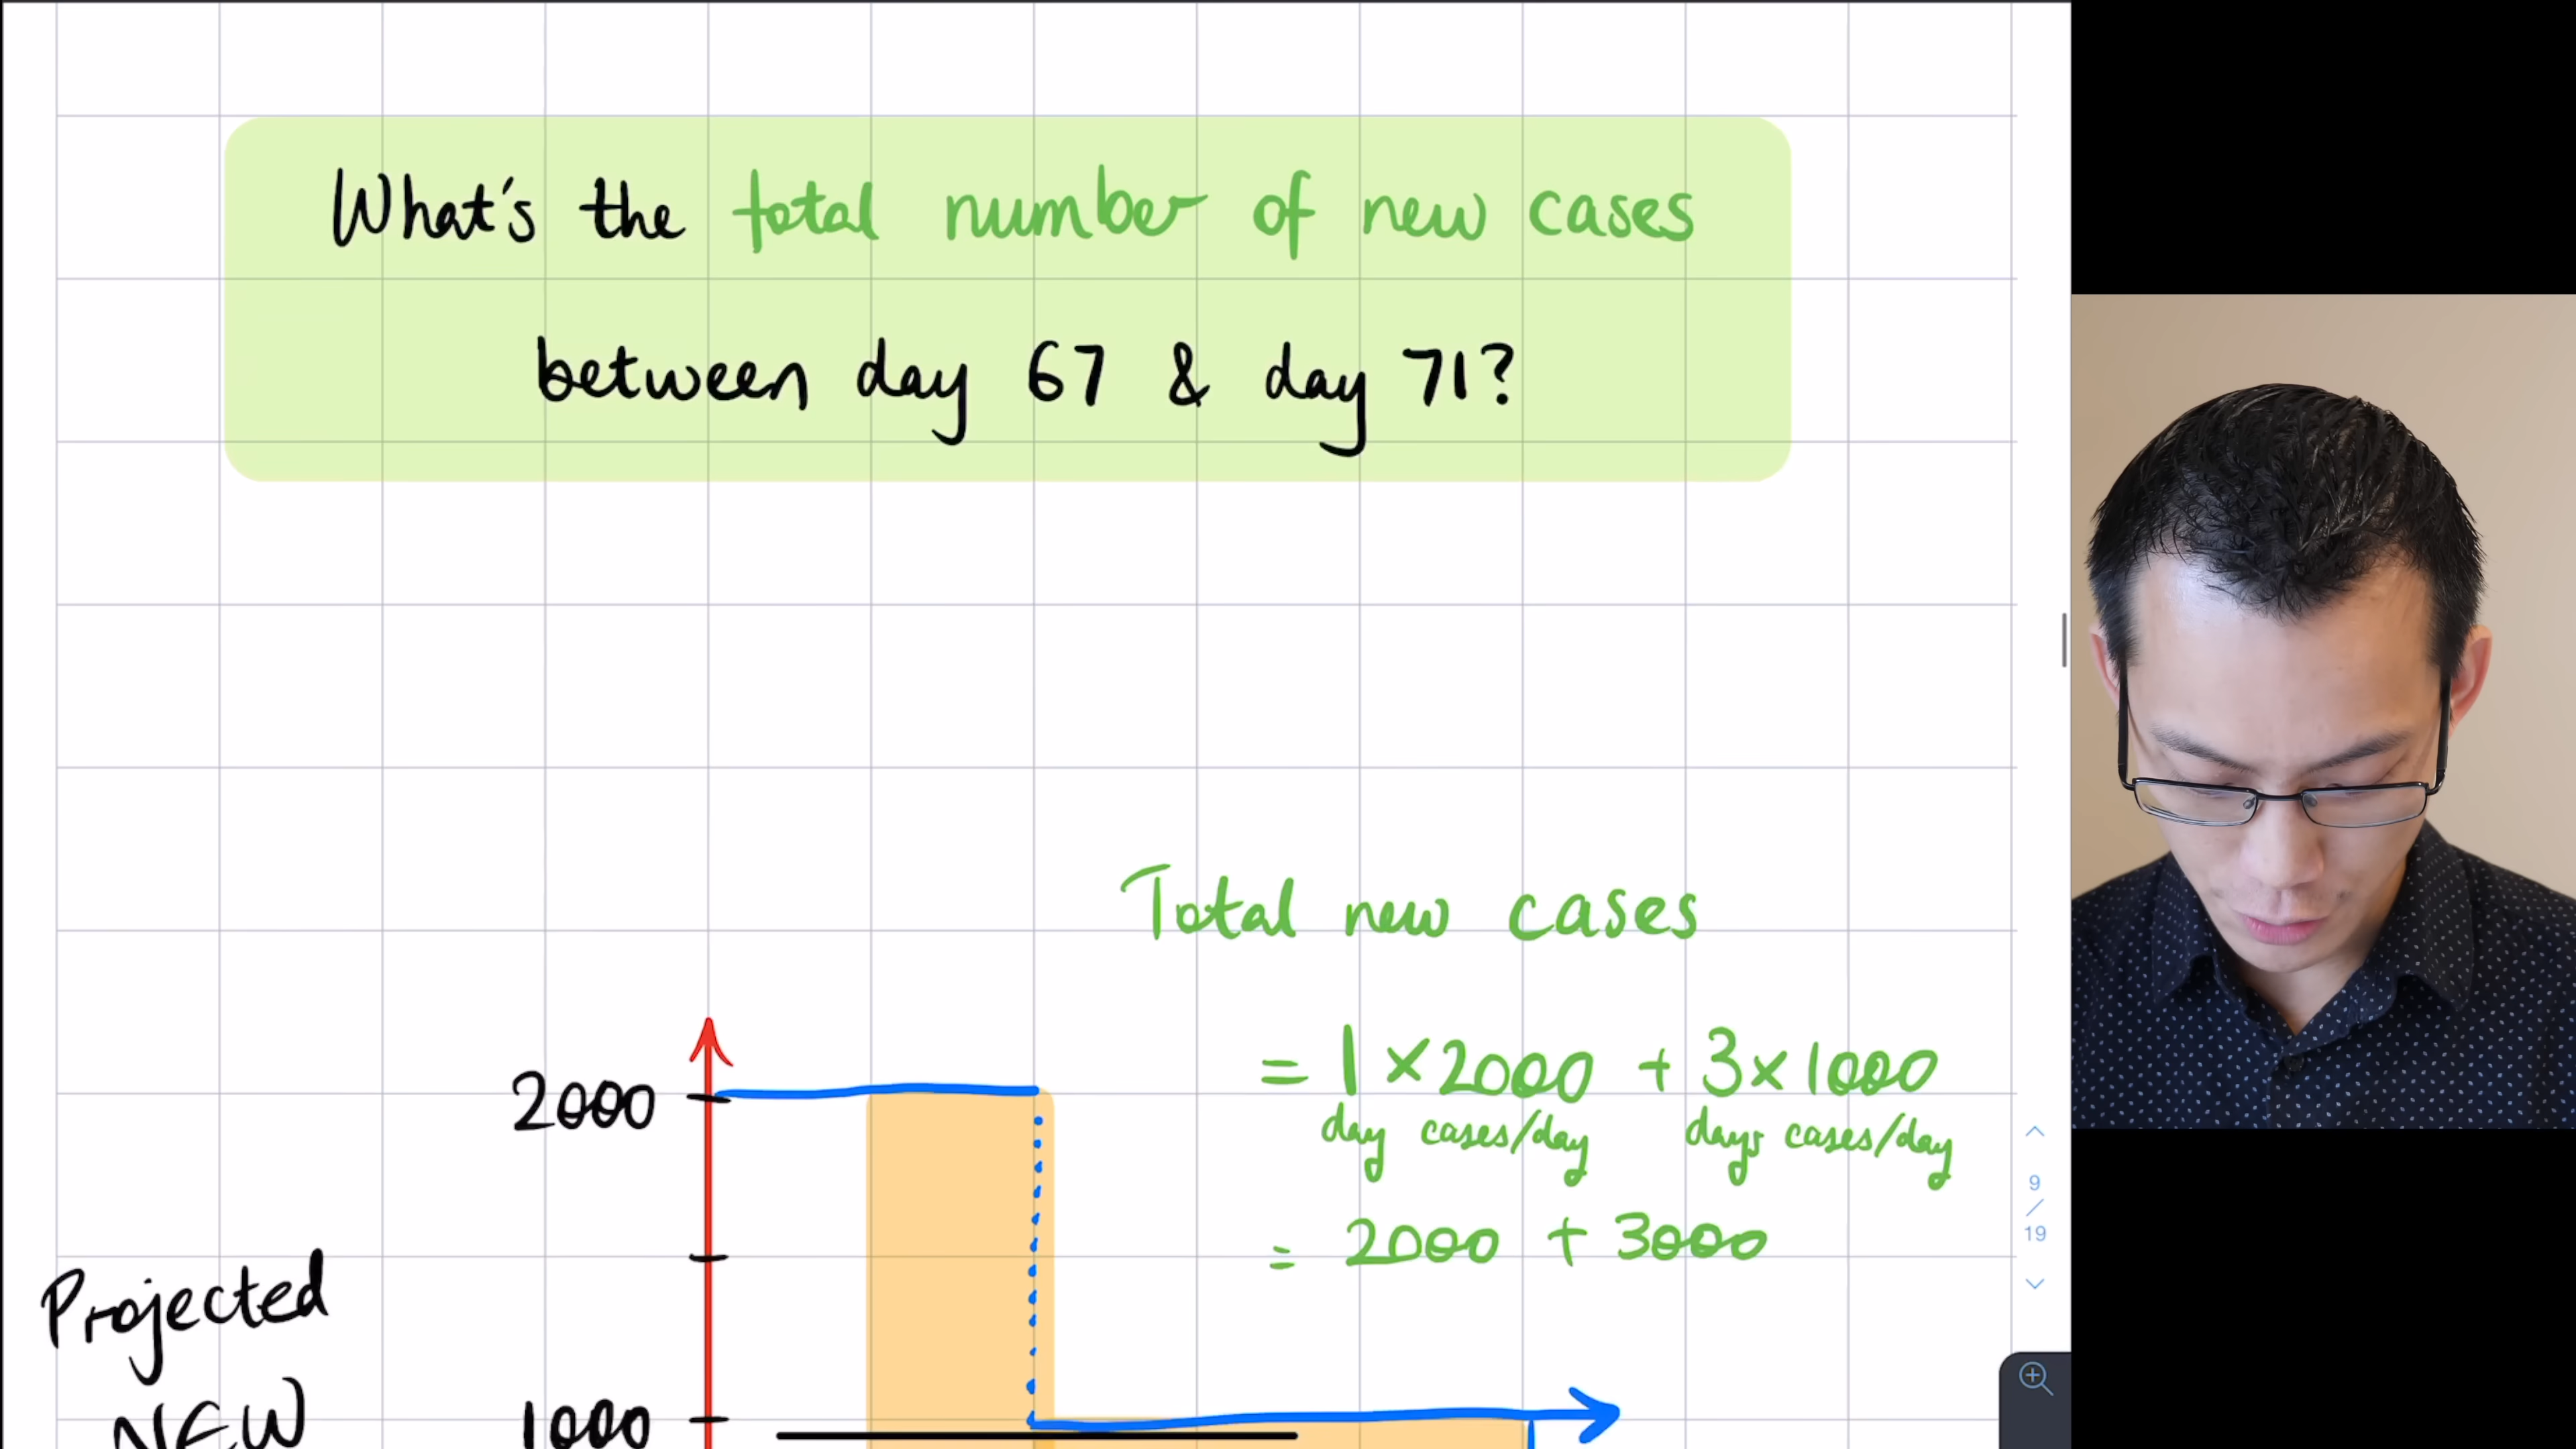 What's the total number of new cases
between day 67 & day 71?
Total new cases
= 1 × 2000 + 3 × 1000
day cases/day days cases/day
= 2000 + 3000
2000
Projected
NEW
1000
9
/
19